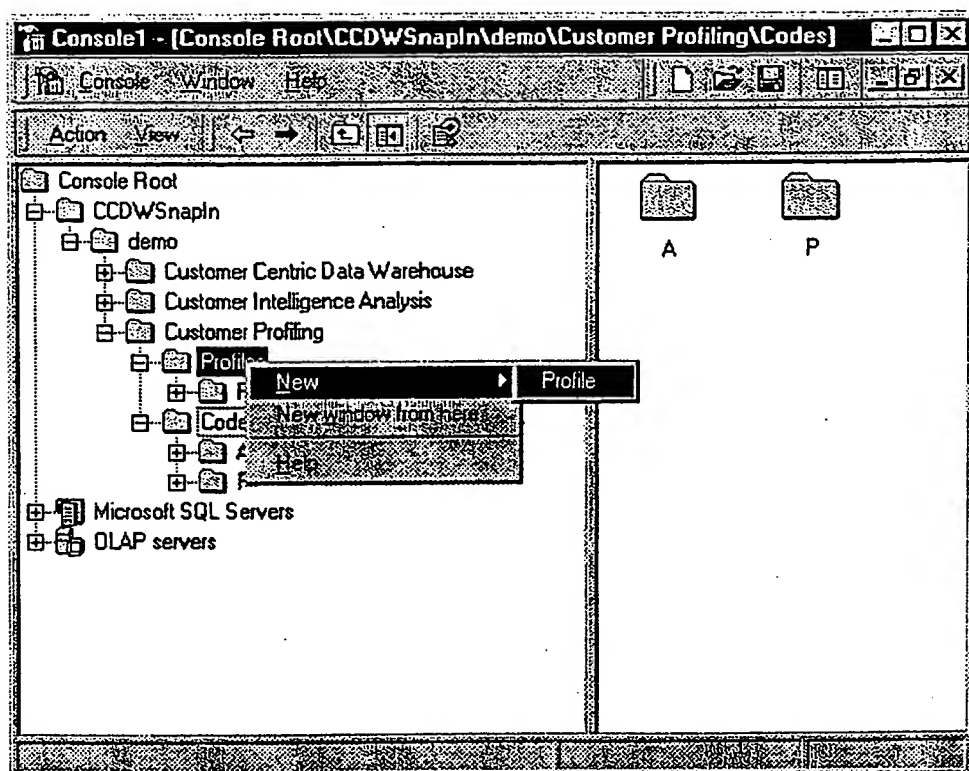 Console1 - [Console Root\CCDWSnapIn\demo\Customer Profiling\Codes]
Console Window Help
Action View
Console Root
CCDWSnapIn
demo
Customer Centric Data Warehouse
Customer Intelligence Analysis
Customer Profiling
Profiles
New
Profile
New window from here
Code
Help
Microsoft SQL Servers
OLAP servers
A
P